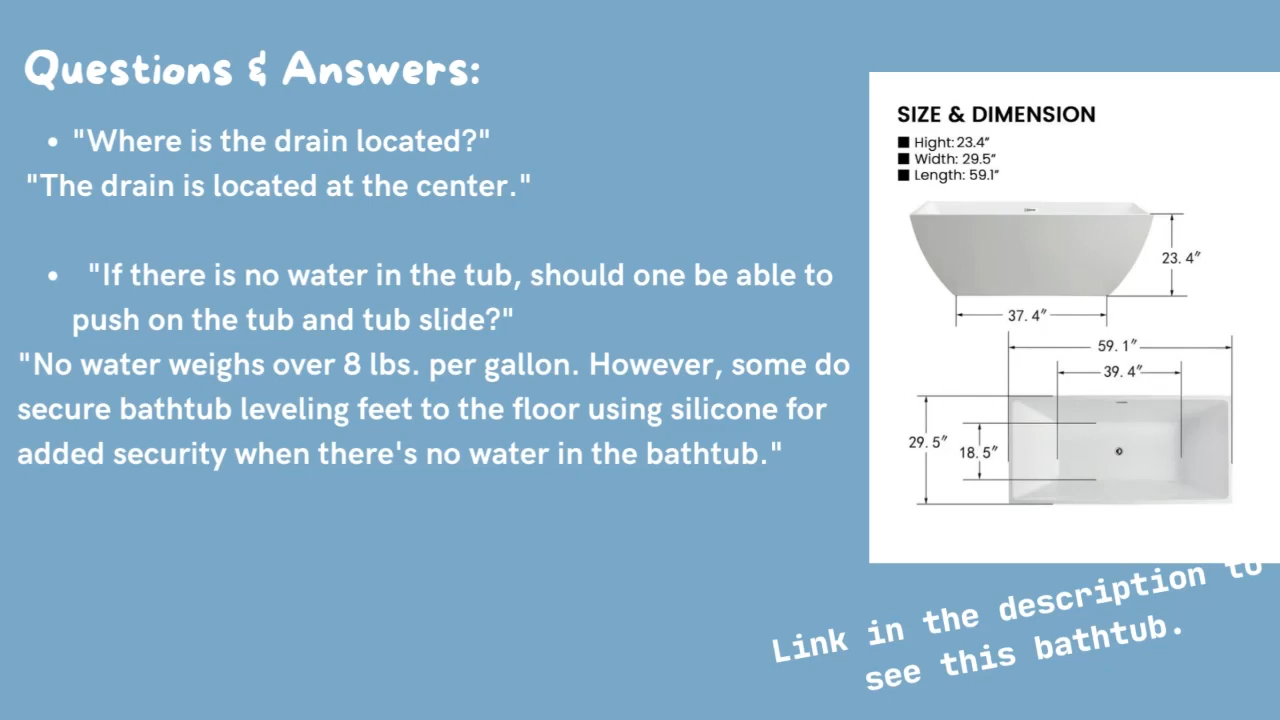 Questions & Answers:
• "Where is the drain located?"
"The drain is located at the center."
• "If there is no water in the tub, should one be able to
push on the tub and tub slide?"
"No water weighs over 8 lbs. per gallon. However, some do
secure bathtub leveling feet to the floor using silicone for
added security when there's no water in the bathtub."
SIZE & DIMENSION
■ Hight: 23.4"
■ Width: 29.5"
■ Length: 59.1"
23.4"
37.4"
59.1"
39.4"
29.5"
18.5"
Link in the description to
see this bathtub.